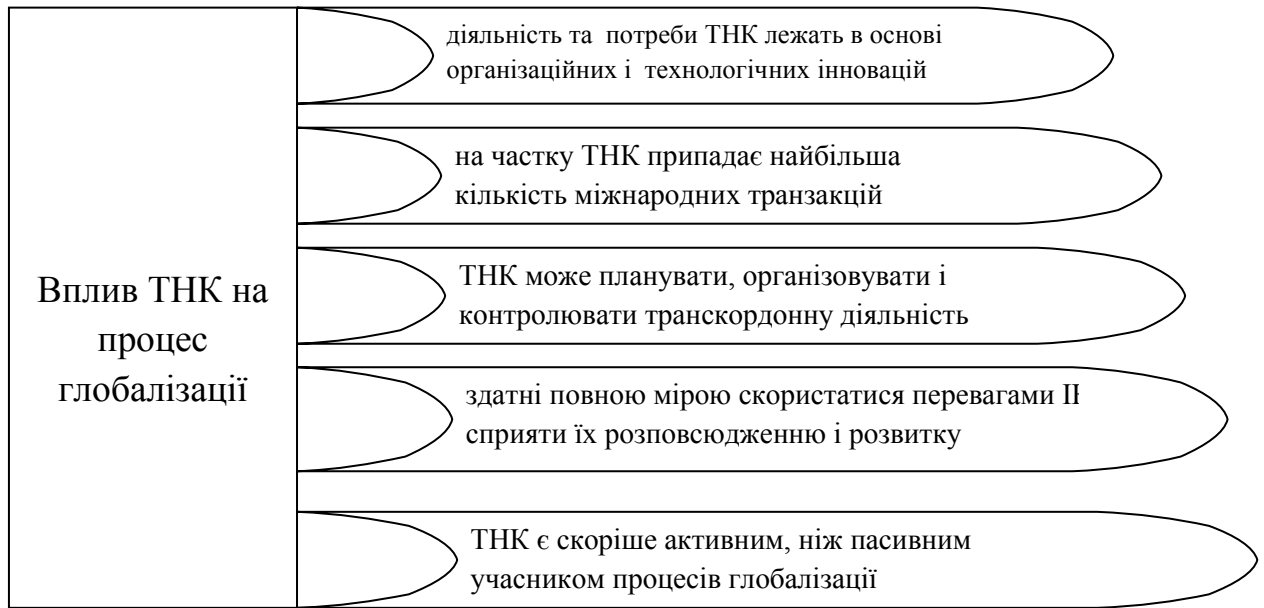 Вплив ТНК на
процес
глобалізації
діяльність та потреби ТНК лежать в основі
організаційних і технологічних інновацій
на частку ТНК припадає найбільша
кількість міжнародних транзакцій
ТНК може планувати, організовувати і
контролювати транскордонну діяльність
здатні повною мірою скористатися перевагами
сприяти їх розповсюдженню і розвитку
ТНК є скоріше активним, ніж пасивним
учасником процесів глобалізації